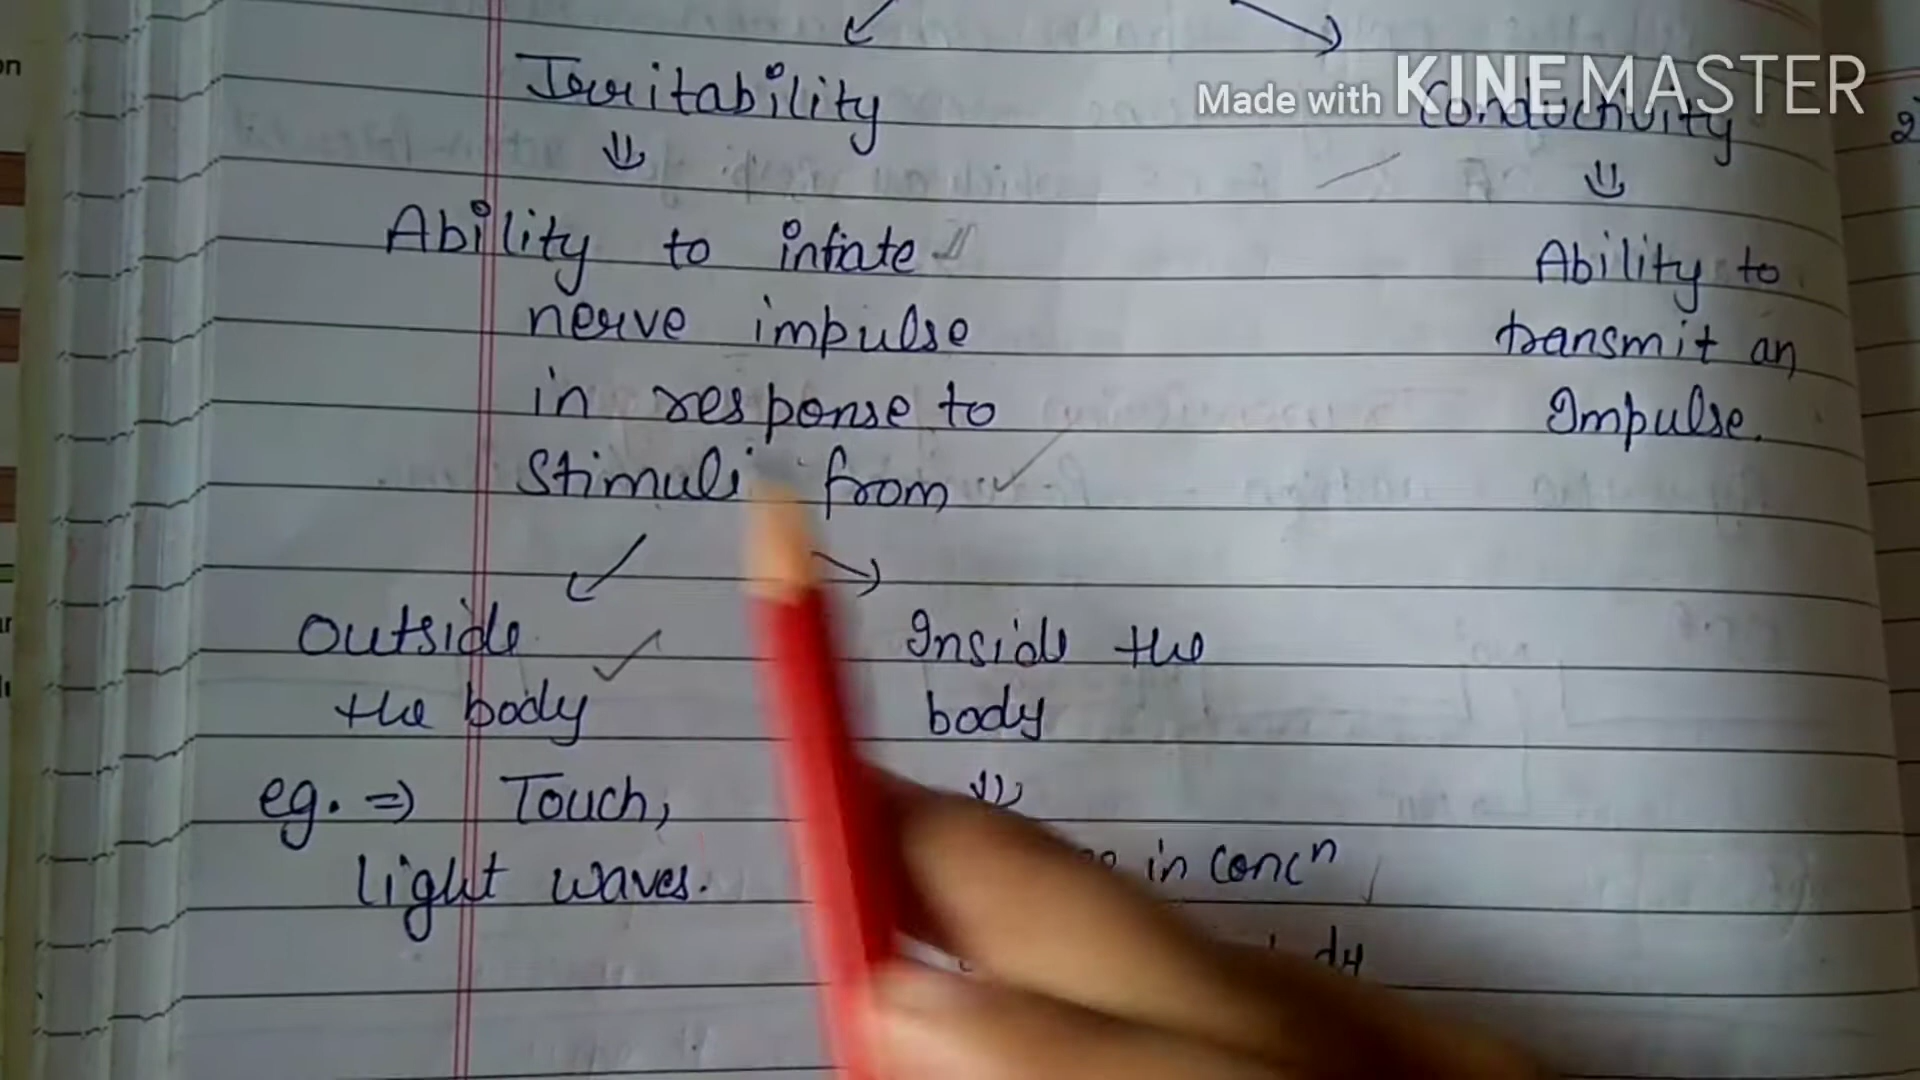 Irritability
Made with KINEMASTER
Conductivity
Ability to intiate
nerve impulse
in response to
Stimuli from
Ability to
transmit an
Impulse.
Outside
the body
eg. ⇒ Touch,
light waves.
Inside the
body
in concⁿ